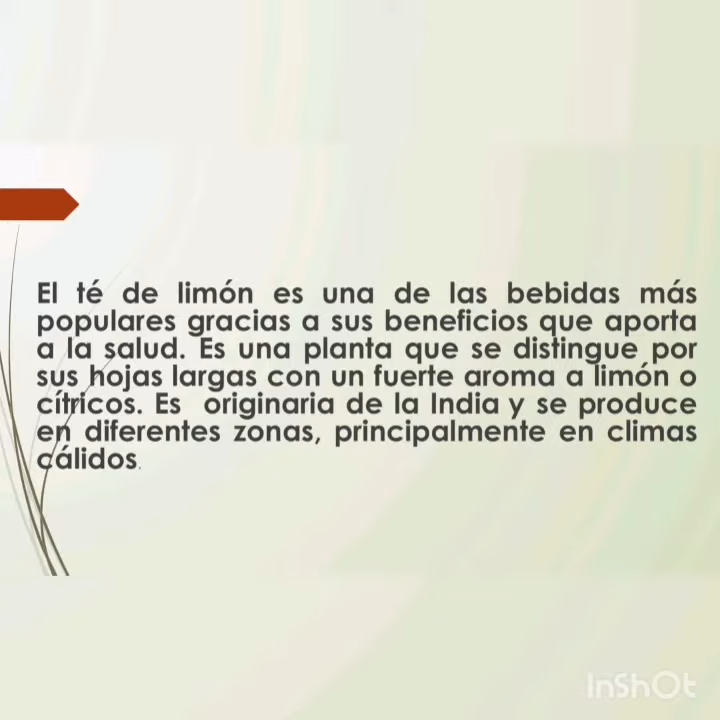 El té de limón es una de las bebidas más
populares gracias a sus beneficios que aporta
a la salud. Es una planta que se distingue por
sus hojas largas con un fuerte aroma a limón o
cítricos. Es originaria de la India y se produce
en diferentes zonas, principalmente en climas
cálidos.
InShOt